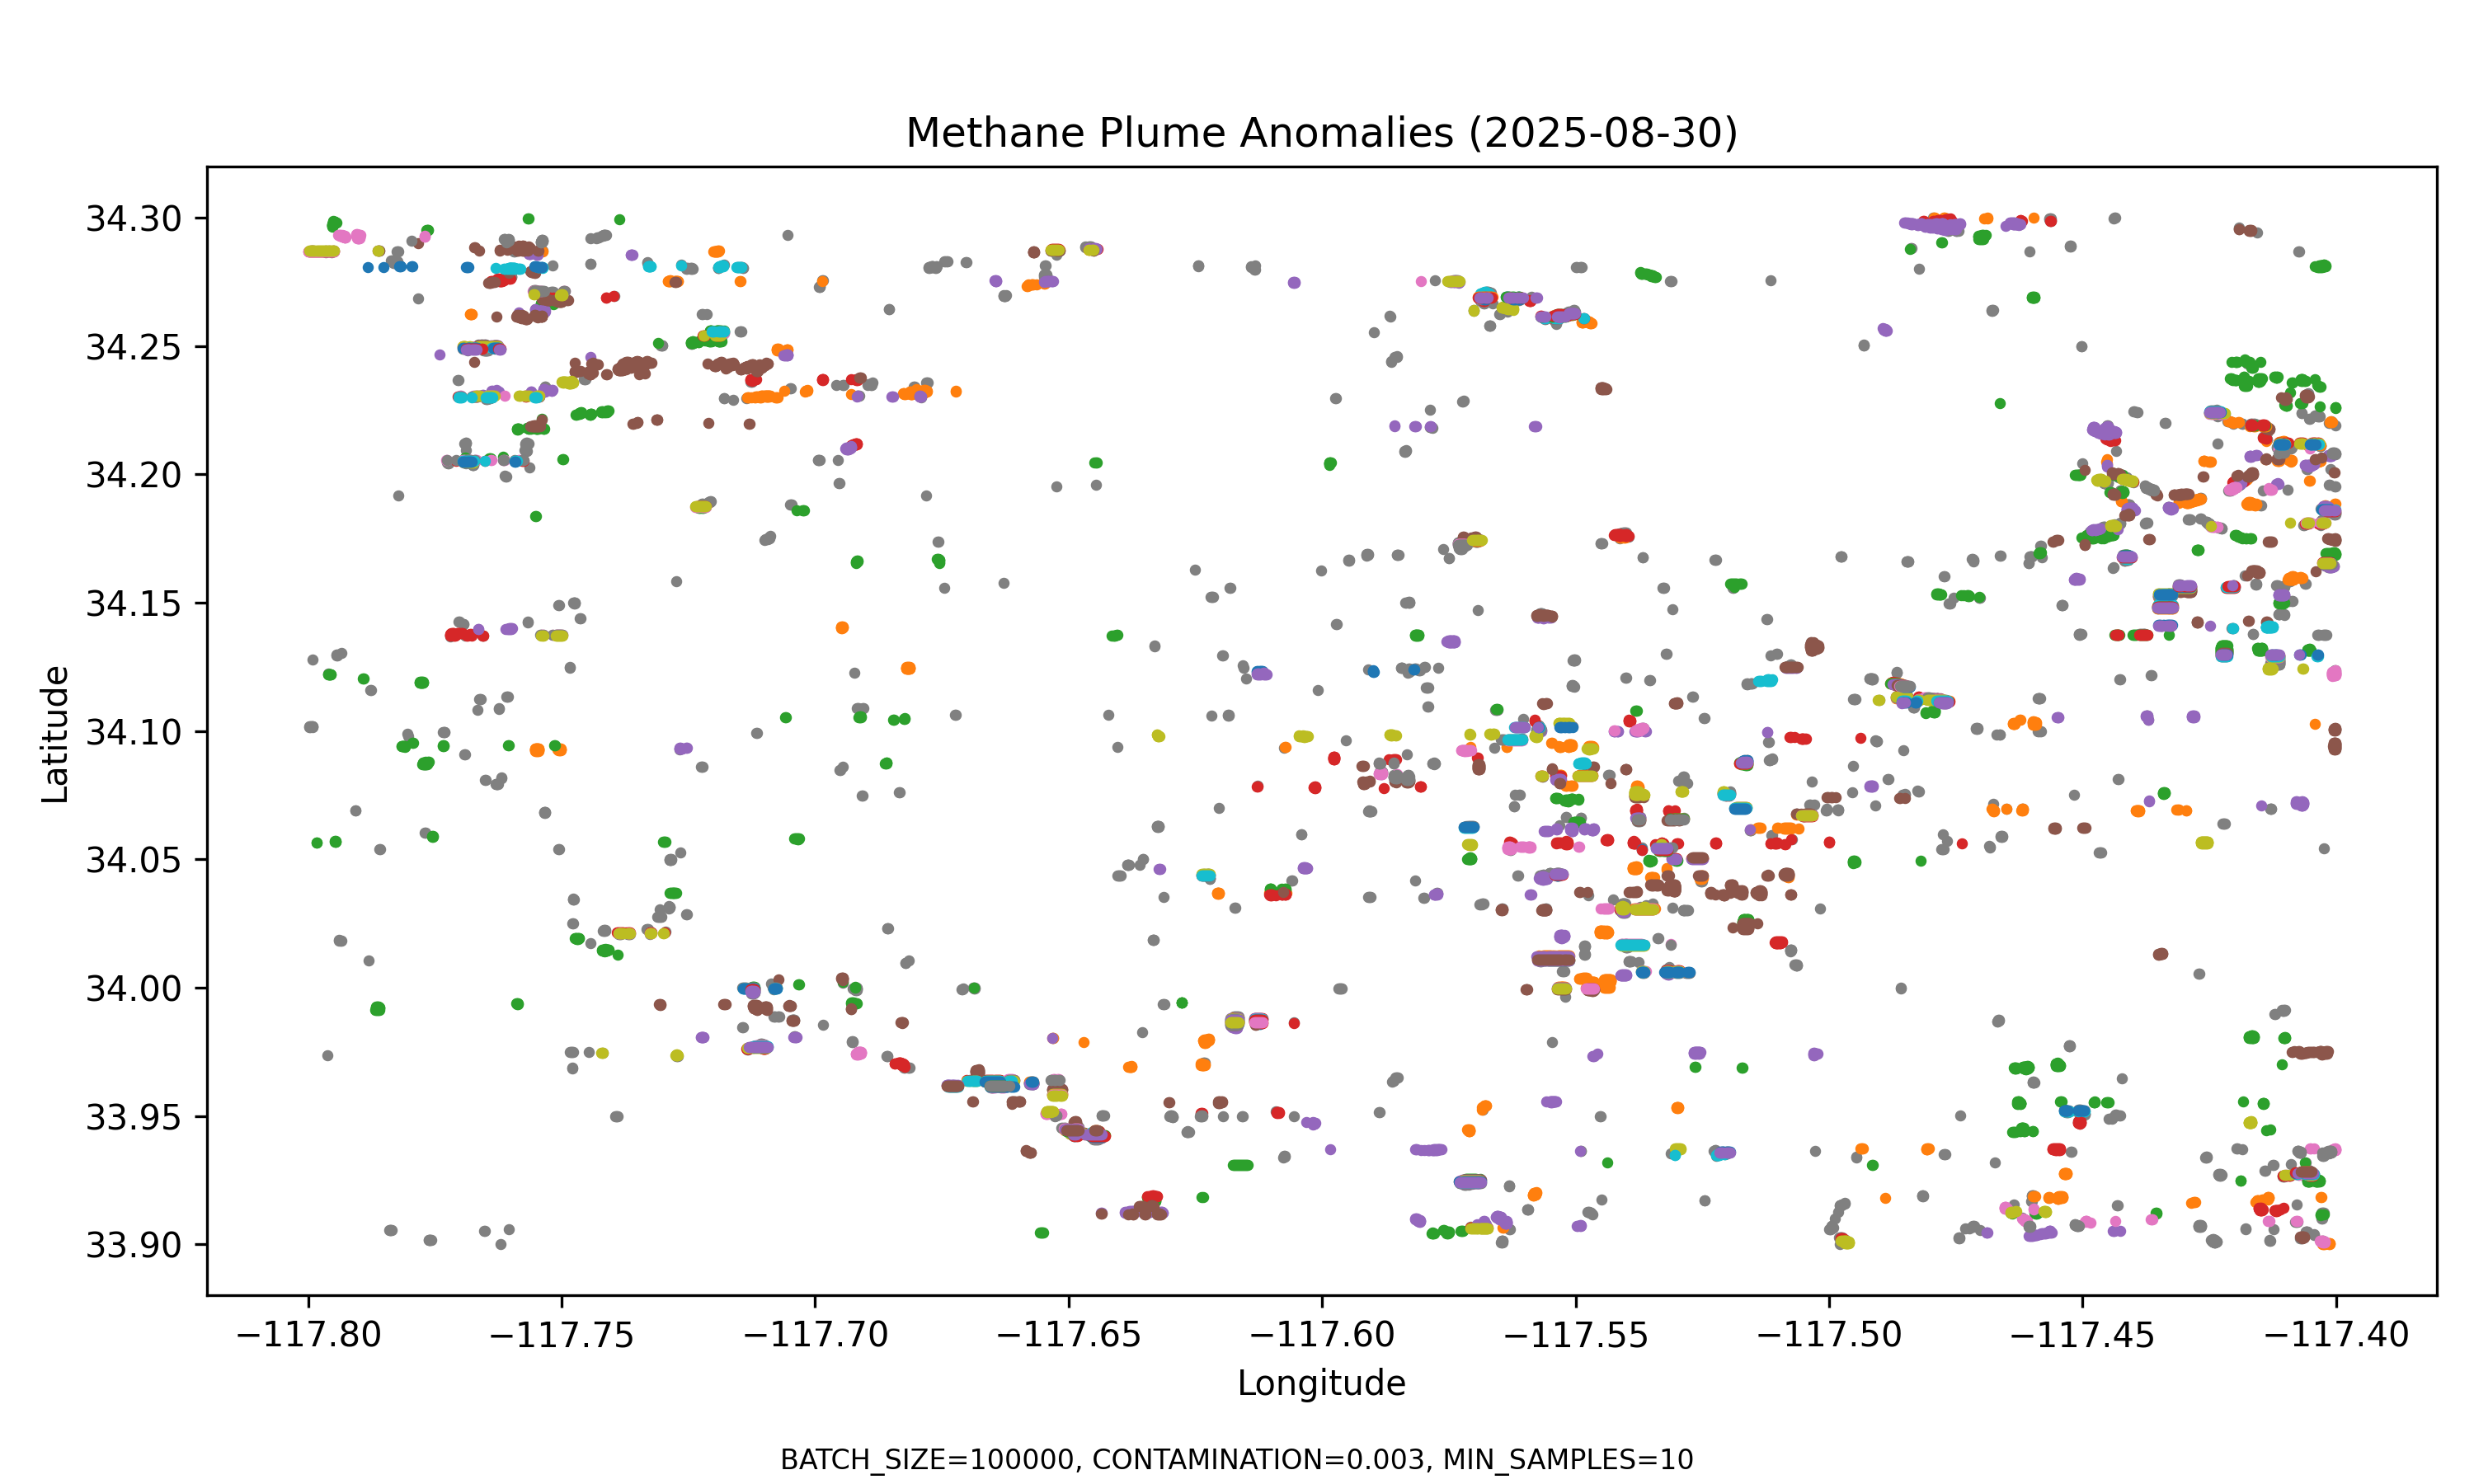 Methane Plume Anomalies (2025-08-30)
34.30
34.25
34.20
34.15
34.10
34.05
34.00
33.95
33.90
Latitude
−117.80 −117.75 −117.70 −117.65 −117.60 −117.55 −117.50 −117.45 −117.40
Longitude
BATCH_SIZE=100000, CONTAMINATION=0.003, MIN_SAMPLES=10